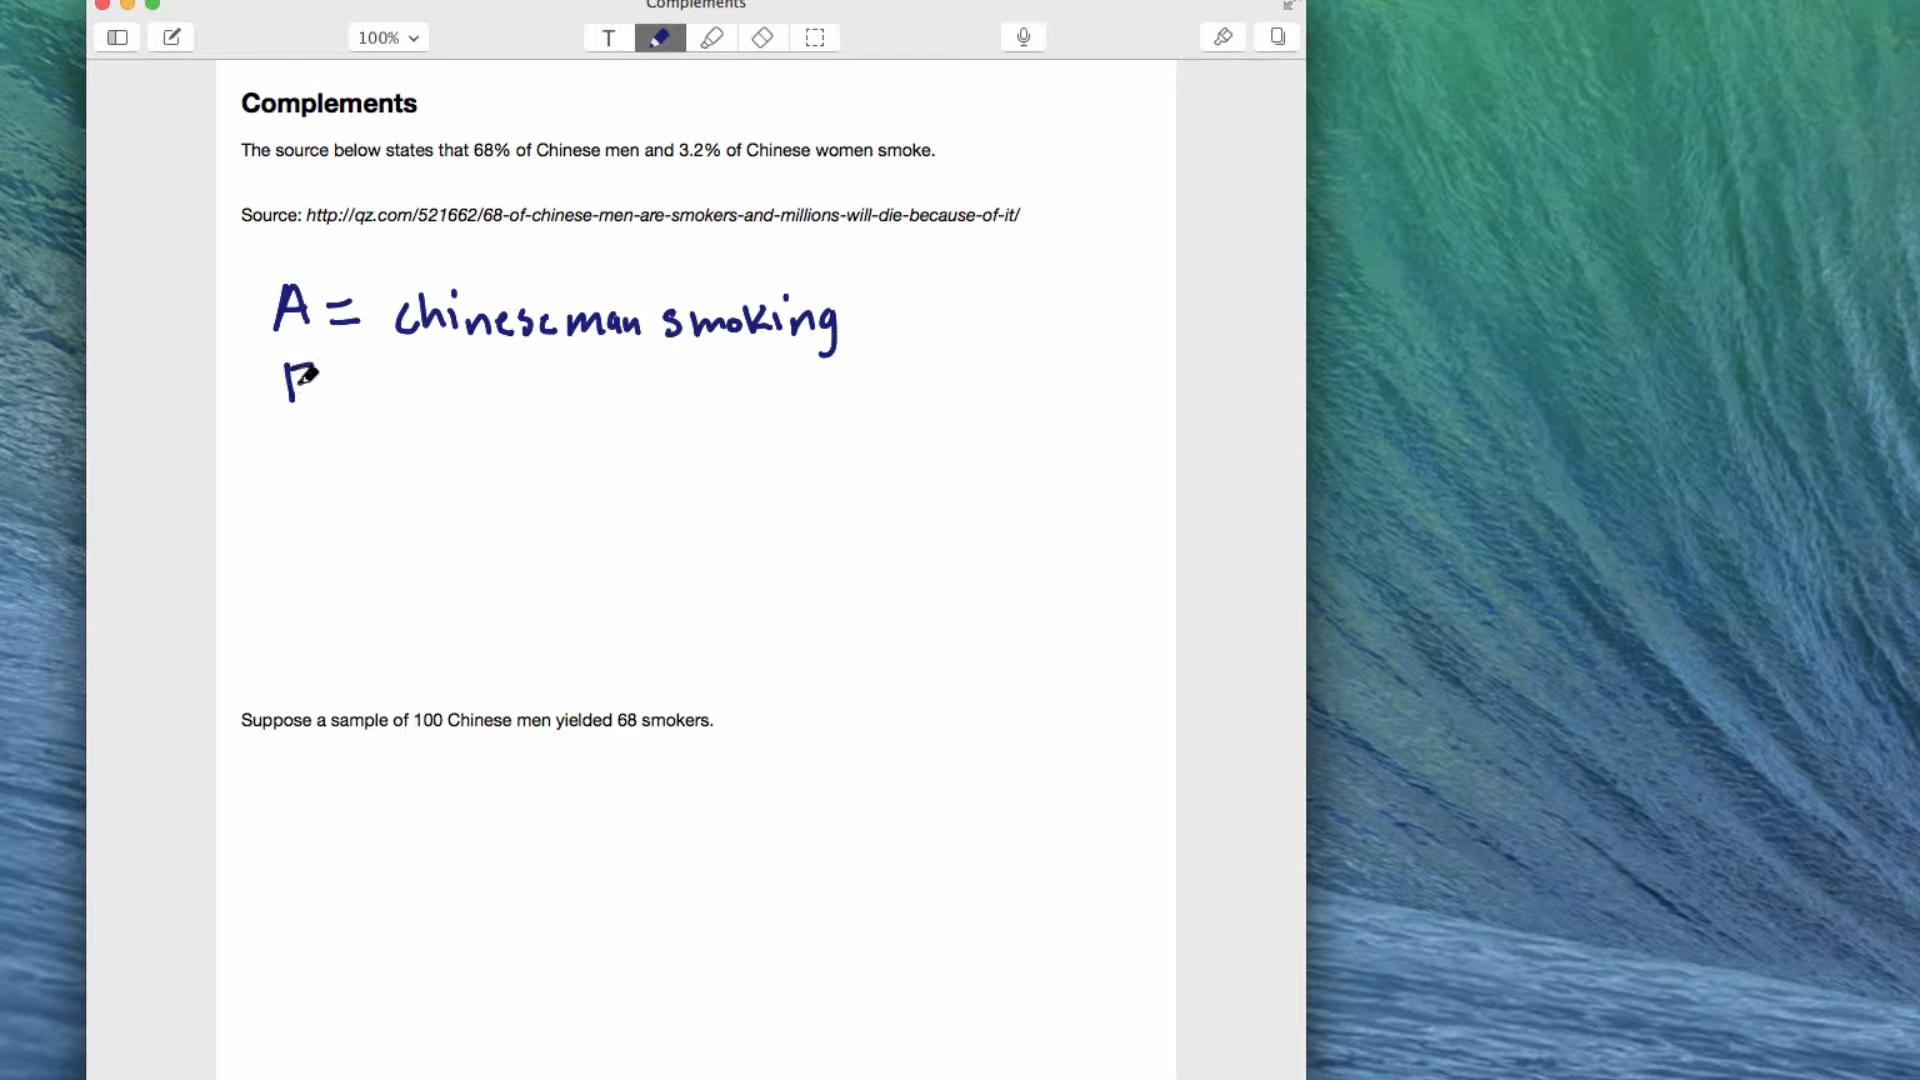 Complements
100%
T
Complements
The source below states that 68% of Chinese men and 3.2% of Chinese women smoke.
Source: http://qz.com/521662/68-of-chinese-men-are-smokers-and-millions-will-die-because-of-it/
A = chinese man smoking
Suppose a sample of 100 Chinese men yielded 68 smokers.